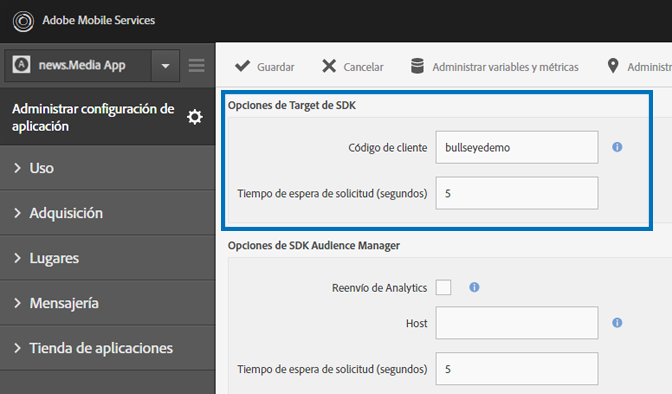 Adobe Mobile Services
A news.Media App
Guardar Cancelar Administrar variables y métricas Administr
Administrar configuración de
aplicación
Opciones de Target de SDK
Código de cliente bullseyedemo
Uso
Tiempo de espera de solicitud (segundos) 5
Adquisición
Opciones de SDK Audience Manager
Lugares
Reenvío de Analytics
Mensajería
Host
Tienda de aplicaciones
Tiempo de espera de solicitud (segundos) 5